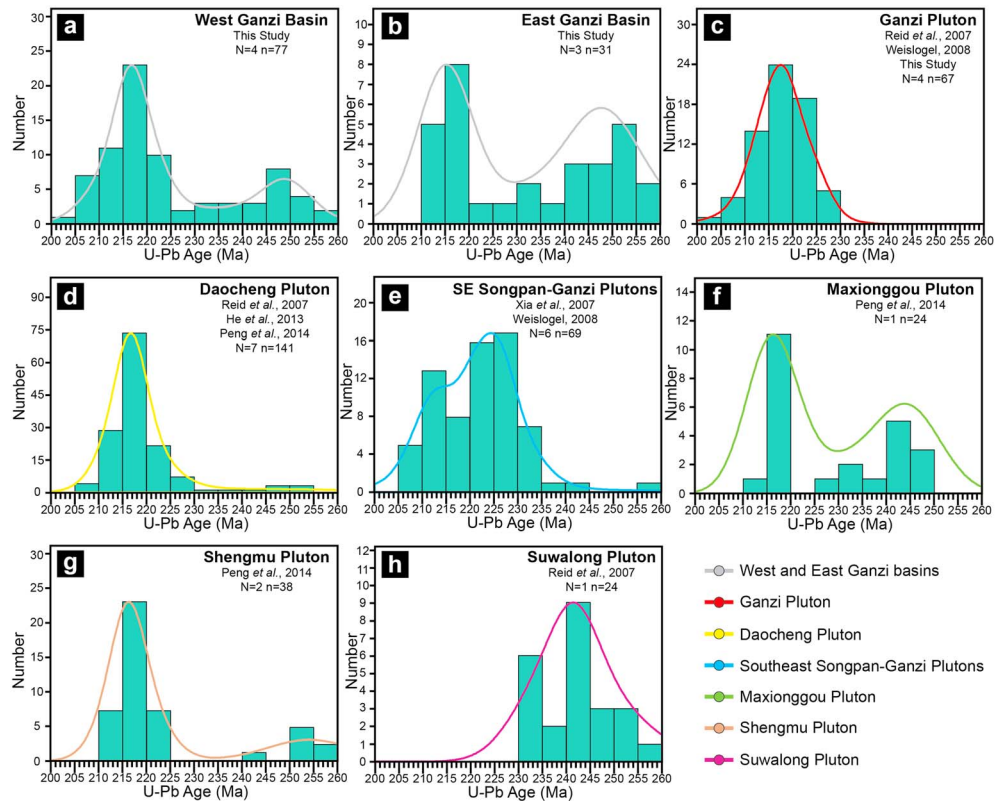 a
West Ganzi Basin
This Study
N=4 n=77
Number
30
25
20
15
10
5
0
200 205 210 215 220 225 230 235 240 245 250 255 260
U-Pb Age (Ma)
b
East Ganzi Basin
This Study
N=3 n=31
Number
10
9
8
7
6
5
4
3
2
1
0
200 205 210 215 220 225 230 235 240 245 250 255 260
U-Pb Age (Ma)
c
Ganzi Pluton
Reid et al., 2007
Weislogel, 2008
This Study
N=4 n=67
Number
30
24
18
12
6
0
200 205 210 215 220 225 230 235 240 245 250 255 260
U-Pb Age (Ma)
d
Daocheng Pluton
Reid et al., 2007
He et al., 2013
Peng et al., 2014
N=7 n=141
Number
90
75
60
45
30
15
0
200 205 210 215 220 225 230 235 240 245 250 255 260
U-Pb Age (Ma)
e
SE Songpan-Ganzi Plutons
Xia et al., 2007
Weislogel, 2008
N=6 n=69
Number
20
16
12
8
4
0
200 205 210 215 220 225 230 235 240 245 250 255 260
U-Pb Age (Ma)
f
Maxionggou Pluton
Peng et al., 2014
N=1 n=24
Number
14
12
10
8
6
4
2
0
200 205 210 215 220 225 230 235 240 245 250 255 260
U-Pb Age (Ma)
g
Shengmu Pluton
Peng et al., 2014
N=2 n=38
Number
30
25
20
15
10
5
0
200 205 210 215 220 225 230 235 240 245 250 255 260
U-Pb Age (Ma)
h
Suwalong Pluton
Reid et al., 2007
N=1 n=24
Number
12
11
10
9
8
7
6
5
4
3
2
1
0
200 205 210 215 220 225 230 235 240 245 250 255 260
U-Pb Age (Ma)
West and East Ganzi basins
Ganzi Pluton
Daocheng Pluton
Southeast Songpan-Ganzi Plutons
Maxionggou Pluton
Shengmu Pluton
Suwalong Pluton